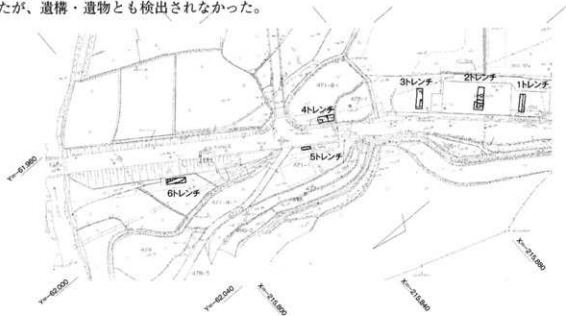 たが、遺構・遺物とも検出されなかった。
3トレンチ
2トレンチ
1トレンチ
4トレンチ
5トレンチ
6トレンチ
Y=-61,960
Y=-62,000
Y=-62,040
X=-215,800
X=-215,840
X=-215,880